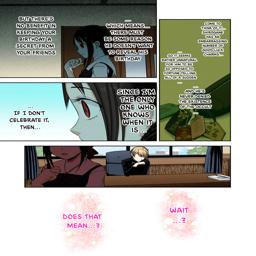 BUT THERE'S
NO BENEFIT IN
KEEPING YOUR
BIRTHDAY A
SECRET FROM
YOUR FRIENDS
WHICH MEANS...
THERE MUST
BE SOME REASON
HE DOESN'T WANT
TO REVEAL HIS
BIRTHDAY.
SINCE I'M
THE ONLY
ONE WHO
KNOWS
WHEN IT
IS...
IF I DON'T
CELEBRATE IT,
THEN...
DOES THAT
MEAN...?
WAIT
...?